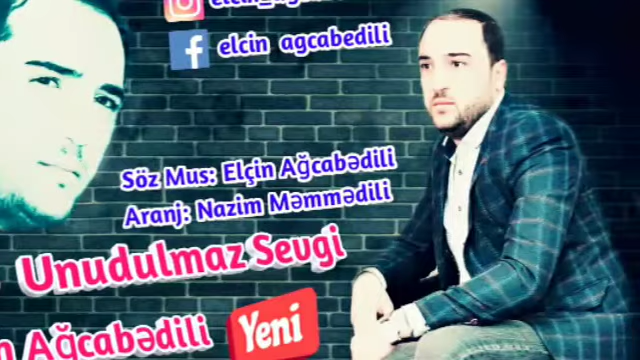 elcin agcabedili
Söz Mus: Elçin Ağcabədili
Aranj: Nazim Məmmədili
Unudulmaz Sevgi
Ağcabədili
Yeni